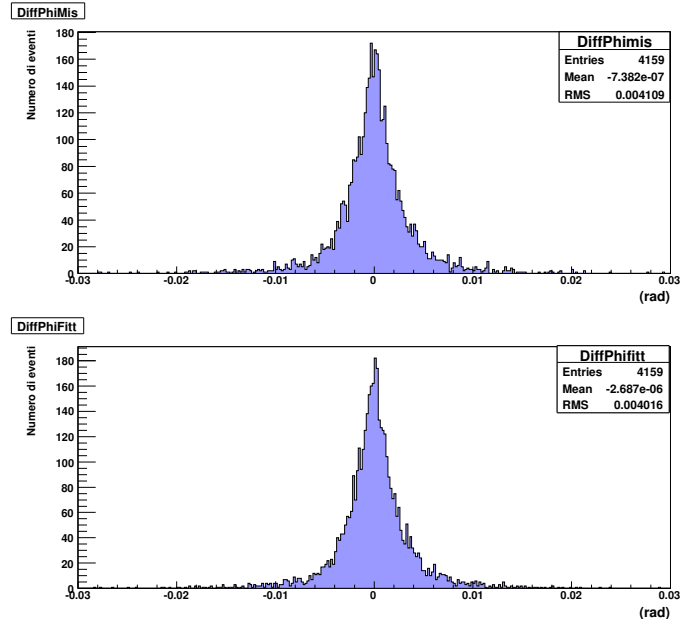 DiffPhiMis
Numero di eventi
180
160
140
120
100
80
60
40
20
0
-0.03
-0.02
-0.01
0
0.01
0.02
0.03
(rad)
DiffPhimis
Entries 4159
Mean -7.382e-07
RMS 0.004109
DiffPhiFitt
Numero di eventi
180
160
140
120
100
80
60
40
20
0
-0.03
-0.02
-0.01
0
0.01
0.02
0.03
(rad)
DiffPhifitt
Entries 4159
Mean -2.687e-06
RMS 0.004016